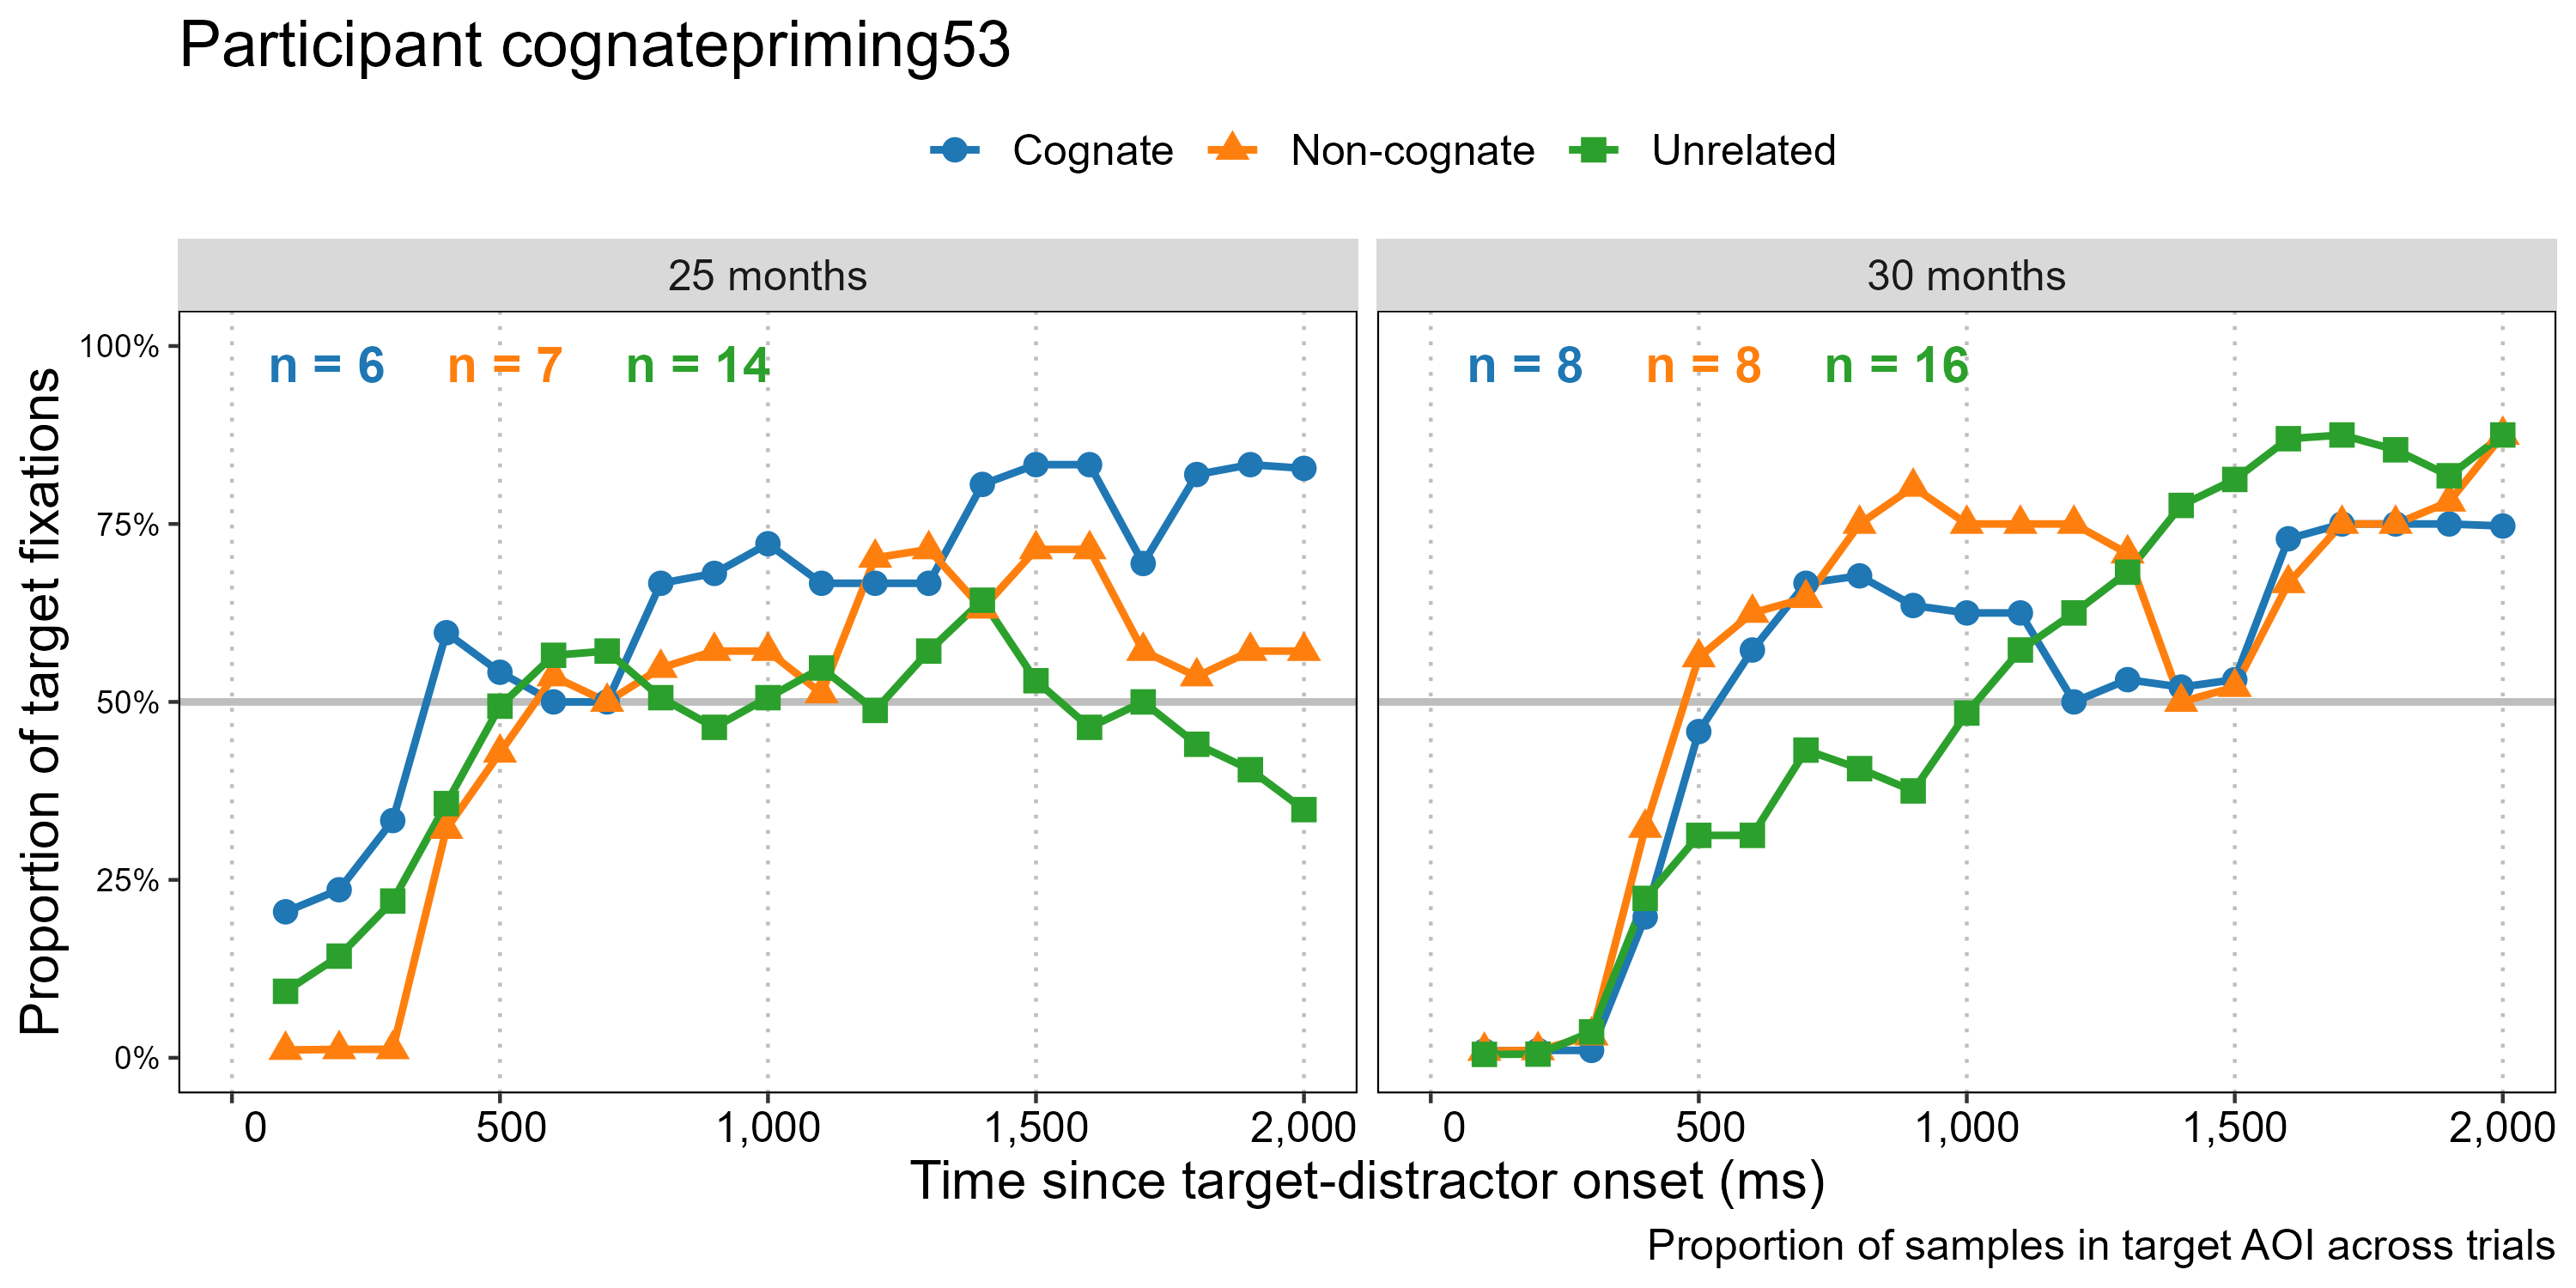 Participant cognatepriming53
Cognate Non-cognate Unrelated
25 months 30 months
n = 6 n = 7 n = 14 n = 8 n = 8 n = 16
100%
75%
50%
25%
0%
Proportion of target fixations
0 500 1,000 1,500 2,000 0 500 1,000 1,500 2,000
Time since target-distractor onset (ms)
Proportion of samples in target AOI across trials